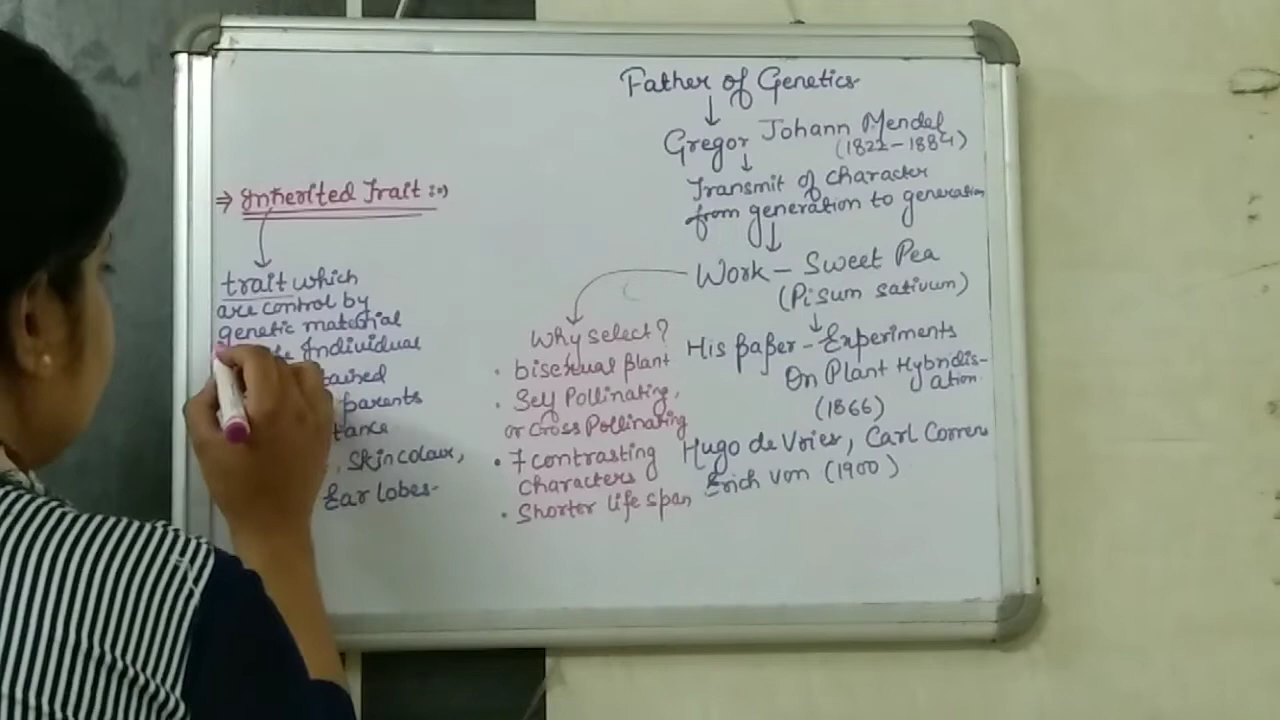 Father of Genetics
↓
Gregor Johann Mendel
(1822-1884)
↓
Transmit of character
from generation to generation
↓
Work - Sweet Pea
(Pisum sativum)
↓
His paper - Experiments
On Plant Hybridis-
ation
(1866)
Hugo de Vries, Carl Correns
Erich von (1900)
⇒ Inherited Trait :-)
↓
trait which
are control by
genetic material
Individual
parents
, Skin colour,
Ear lobes-
Why select?
• bisexual plant
• Self Pollinating,
or Cross Pollinating
• 7 contrasting
characters
• Shorter life span